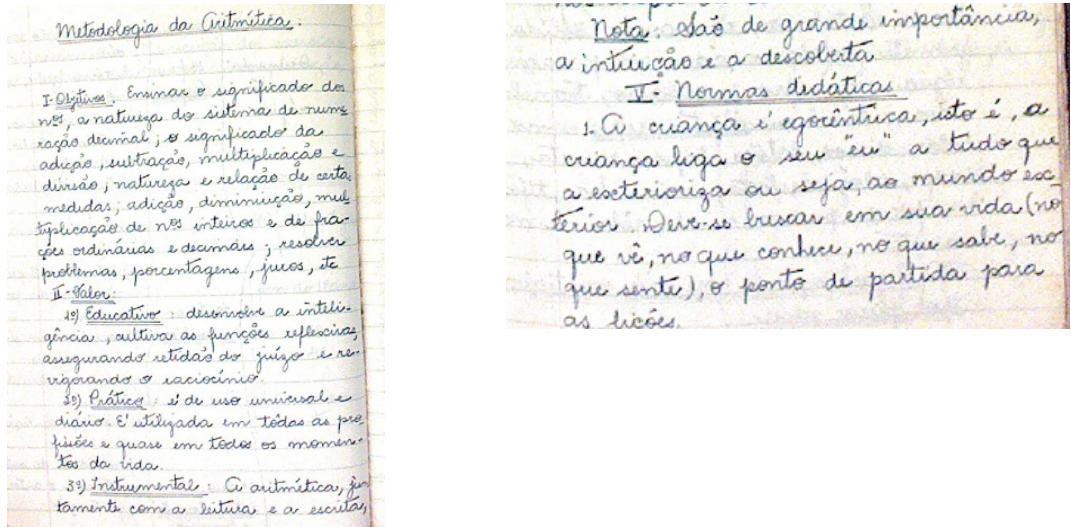 Metodologia da Aritmética:
I- Objetivos: Ensinar o significado dos
nºs, a natureza do sistema de nume
ração decimal; o significado da
adição, subtração, multiplicação e
divisão; natureza e relação de certas
medidas; adição, diminuição, mul
tiplicação de nºs inteiros e de fra-
ções ordinárias e decimais; resolver
problemas, porcentagens, juros, etc
II- Valor:
1º) Educativo: desenvolve a inteli-
gência, cultiva as funções reflexivas,
assegurando retidão do juízo e re-
vigorando o raciocínio.
2º) Prático: é de uso universal e
diário. É utilizada em tôdas as pro
fissões e quase em todos os momen-
tos da vida.
3º) Instrumental: A aritmética, jun
tamente com a leitura e a escrita,
Nota: São de grande importância,
a intuição e a descoberta
V- Normas didáticas
1. A criança é egocêntrica, isto é, a
criança liga o seu "eu" a tudo que
a exterioriza ou seja, ao mundo ex
terior. Deve-se buscar em sua vida (no
que vê, no que conhece, no que sabe, no
que sente), o ponto de partida para
as lições.